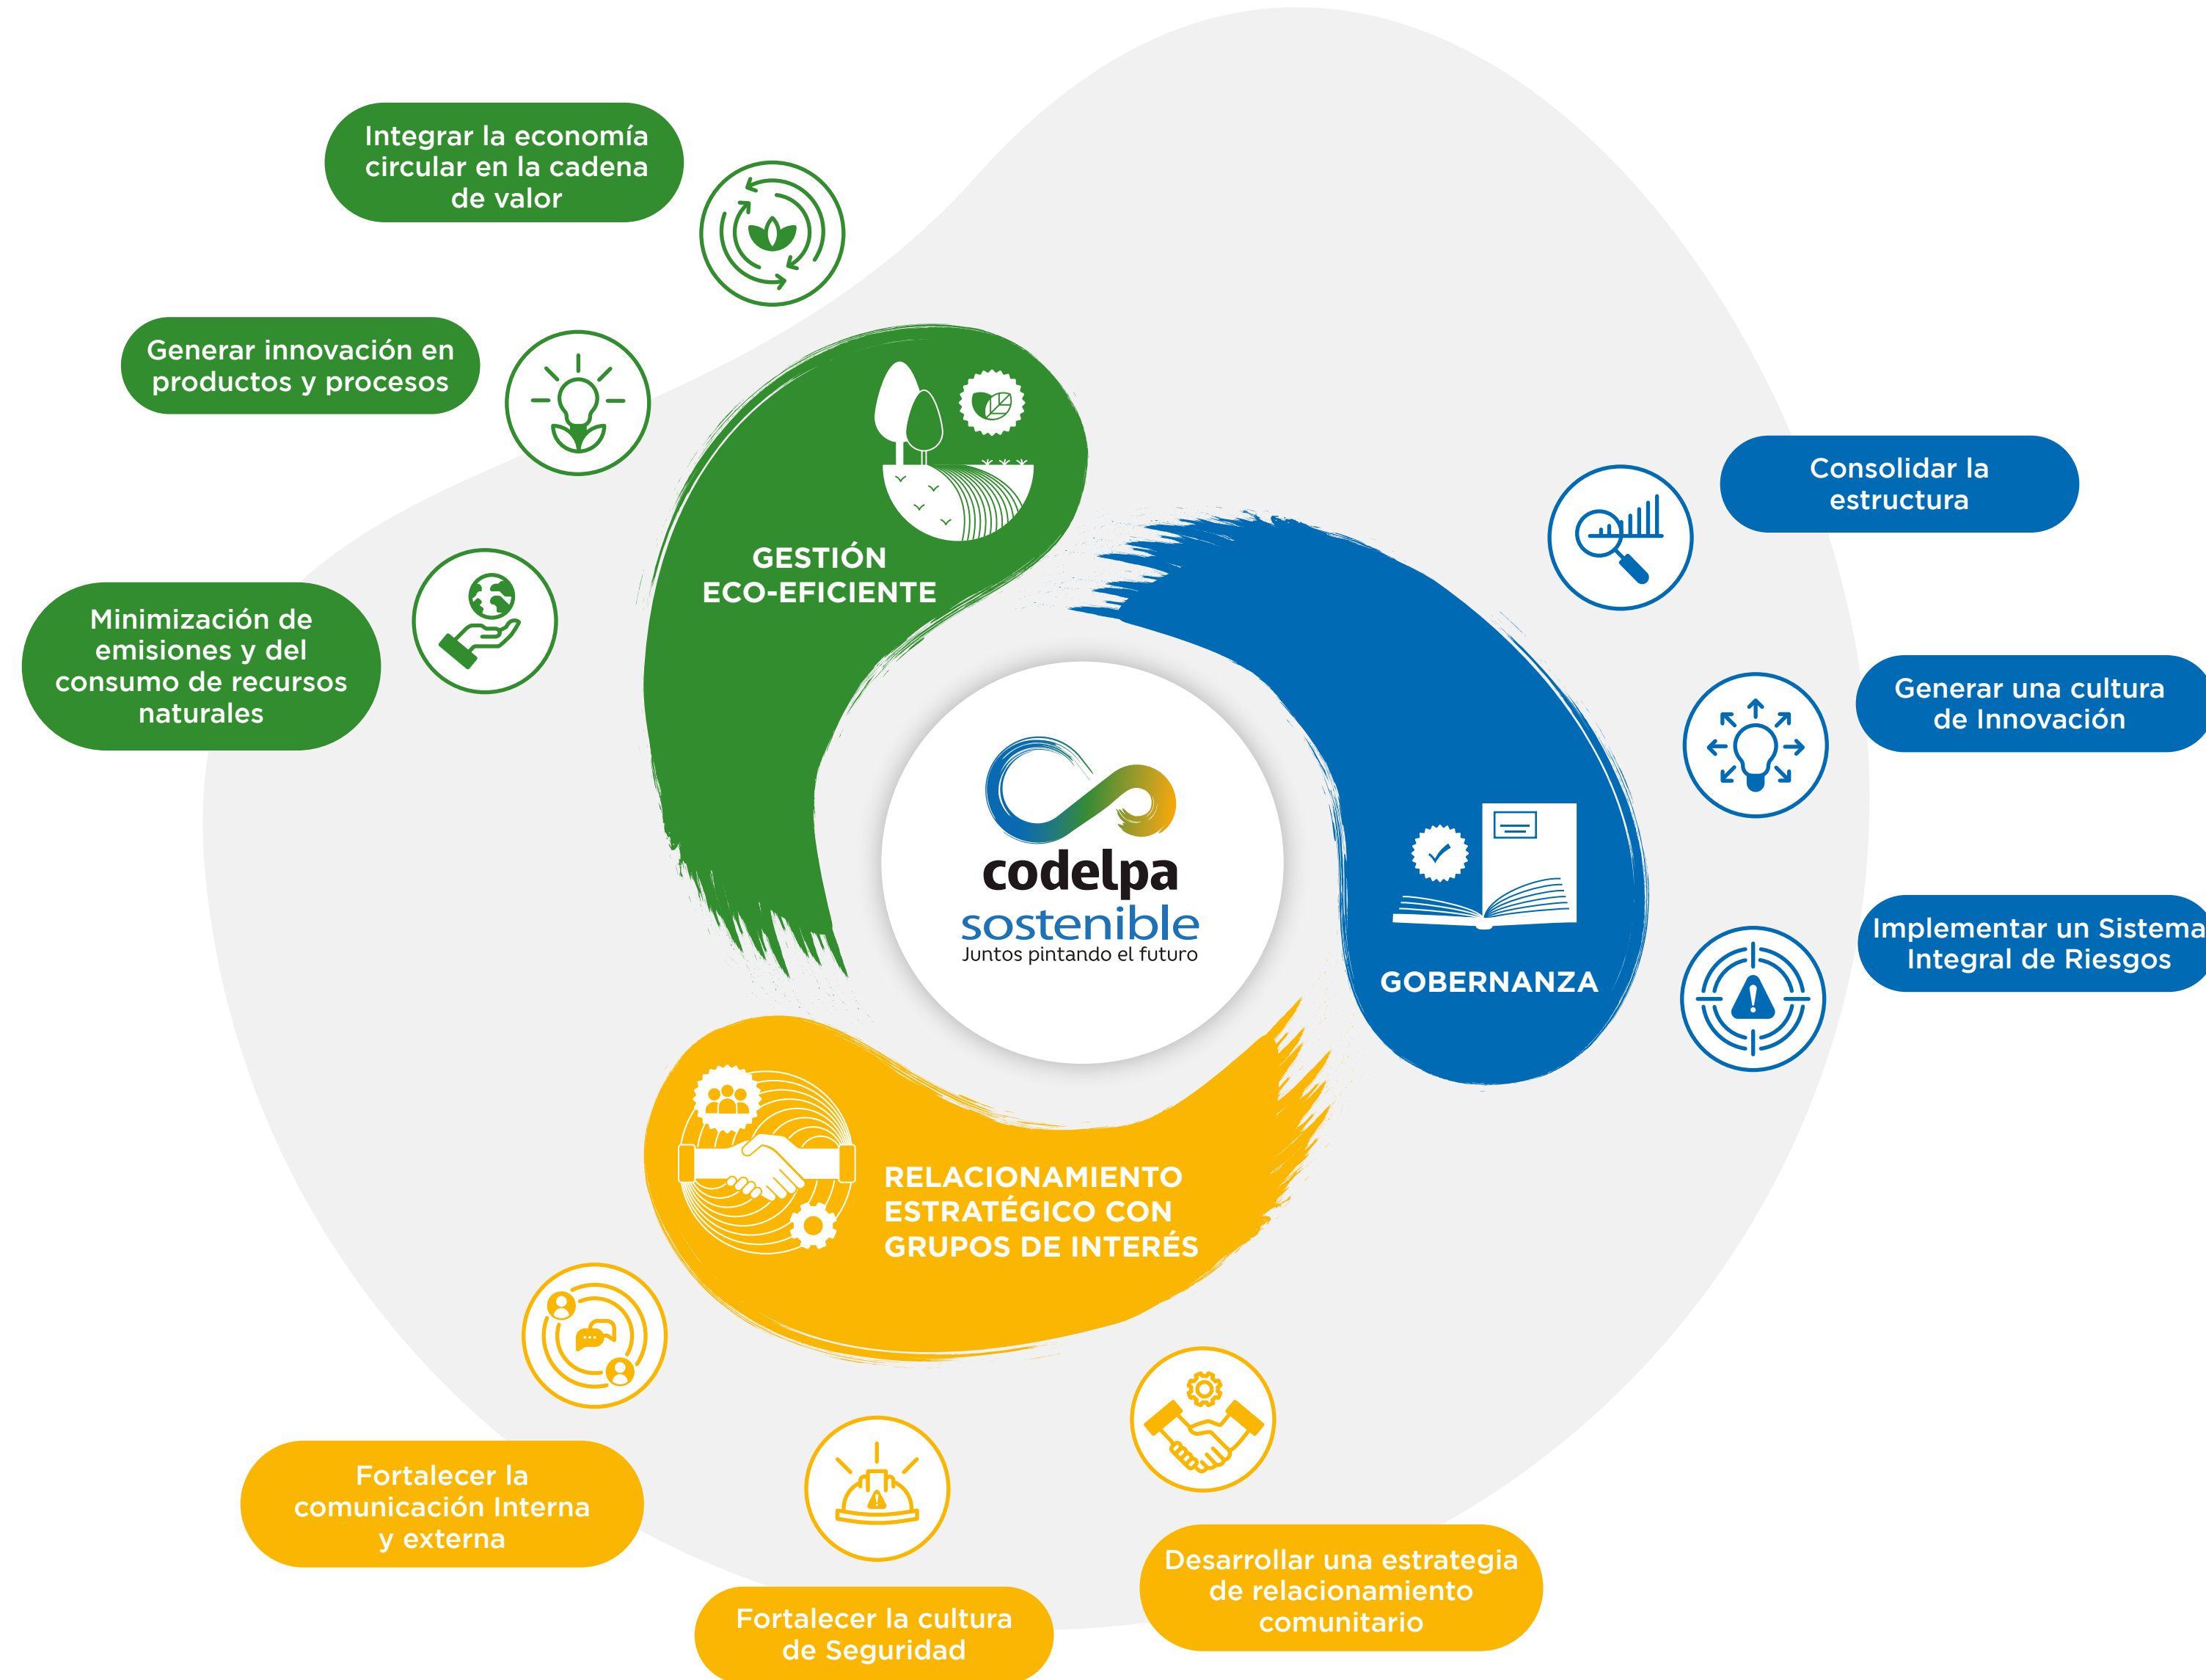 Integrar la economía
circular en la cadena
de valor
Generar innovación en
productos y procesos
Minimización de
emisiones y del
consumo de recursos
naturales
GESTIÓN
ECO-EFICIENTE
codelpa
sostenible
Juntos pintando el futuro
Consolidar la
estructura
Generar una cultura
de Innovación
Implementar un Sistema
Integral de Riesgos
GOBERNANZA
RELACIONAMIENTO
ESTRATÉGICO CON
GRUPOS DE INTERÉS
Fortalecer la
comunicación Interna
y externa
Fortalecer la cultura
de Seguridad
Desarrollar una estrategia
de relacionamiento
comunitario